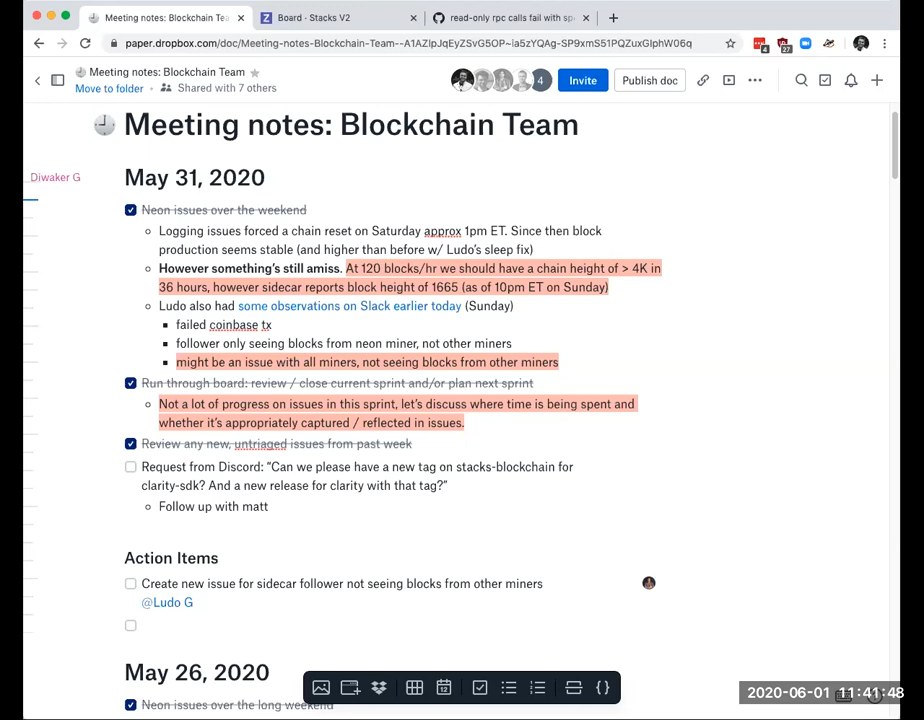 Meeting notes: Blockchain Tea
Board · Stacks V2
read-only rpc calls fail with sp
paper.dropbox.com/doc/Meeting-notes-Blockchain-Team--A1AZlpJqEyZSvG5OP~ia5zYQAg-SP9xmS51PQZuxGlphW06q
4
27
Meeting notes: Blockchain Team
Move to folder
Shared with 7 others
4
Invite
Publish doc
Meeting notes: Blockchain Team
Diwaker G
May 31, 2020
Neon issues over the weekend
Logging issues forced a chain reset on Saturday approx 1pm ET. Since then block
production seems stable (and higher than before w/ Ludo's sleep fix)
However something's still amiss. At 120 blocks/hr we should have a chain height of > 4K in
36 hours, however sidecar reports block height of 1665 (as of 10pm ET on Sunday)
Ludo also had some observations on Slack earlier today (Sunday)
failed coinbase tx
follower only seeing blocks from neon miner, not other miners
might be an issue with all miners, not seeing blocks from other miners
Run through board: review / close current sprint and/or plan next sprint
Not a lot of progress on issues in this sprint, let's discuss where time is being spent and
whether it's appropriately captured / reflected in issues.
Review any new, untriaged issues from past week
Request from Discord: "Can we please have a new tag on stacks-blockchain for
clarity-sdk? And a new release for clarity with that tag?"
Follow up with matt
Action Items
Create new issue for sidecar follower not seeing blocks from other miners
@Ludo G
May 26, 2020
12
Neon issues over the long weekend
2020-06-01 11:41:48